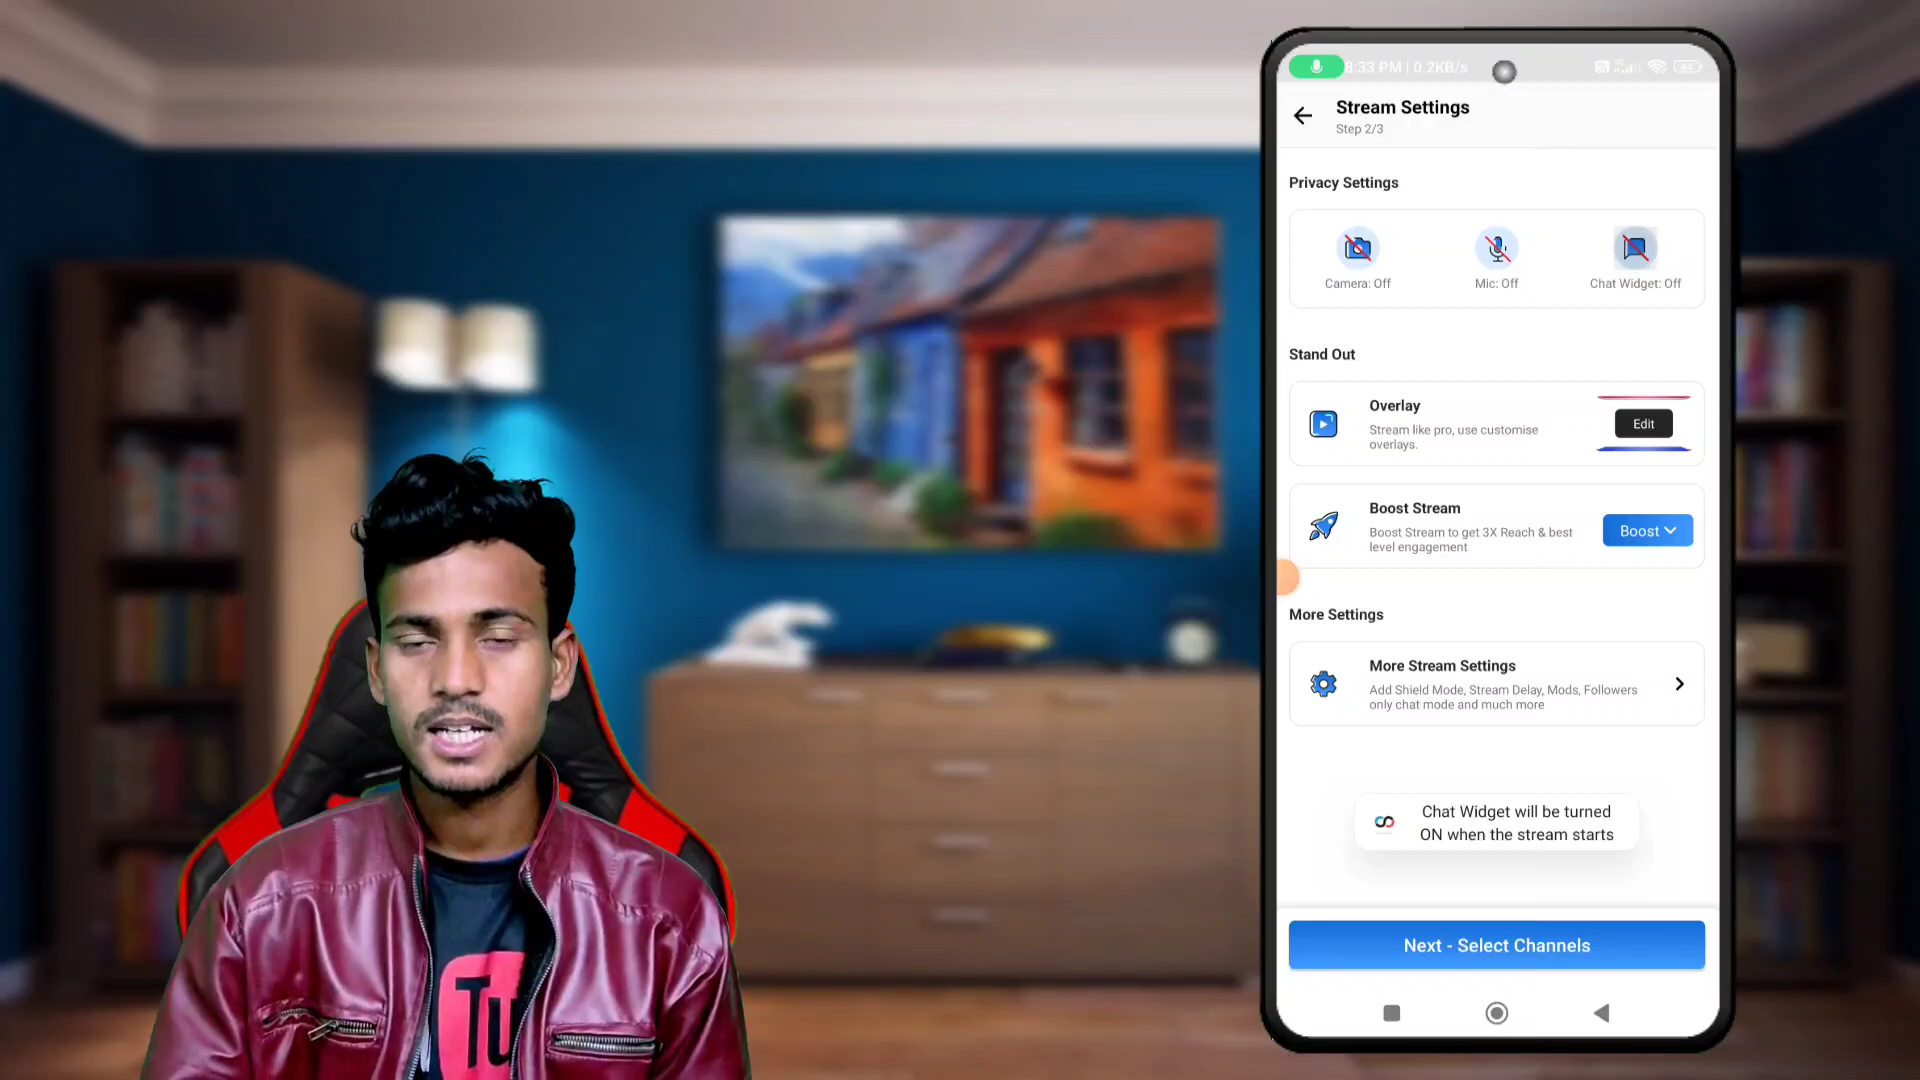 8:33 PM | 0.2KB/s
Stream Settings
Step 2/3
Privacy Settings
Camera: Off
Mic: Off
Chat Widget: Off
Stand Out
Overlay
Stream like pro, use customise
overlays.
Edit
Boost Stream
Boost Stream to get 3X Reach & best
level engagement
Boost
More Settings
More Stream Settings
Add Shield Mode, Stream Delay, Mods, Followers
only chat mode and much more
Chat Widget will be turned
ON when the stream starts
Next - Select Channels
Tu